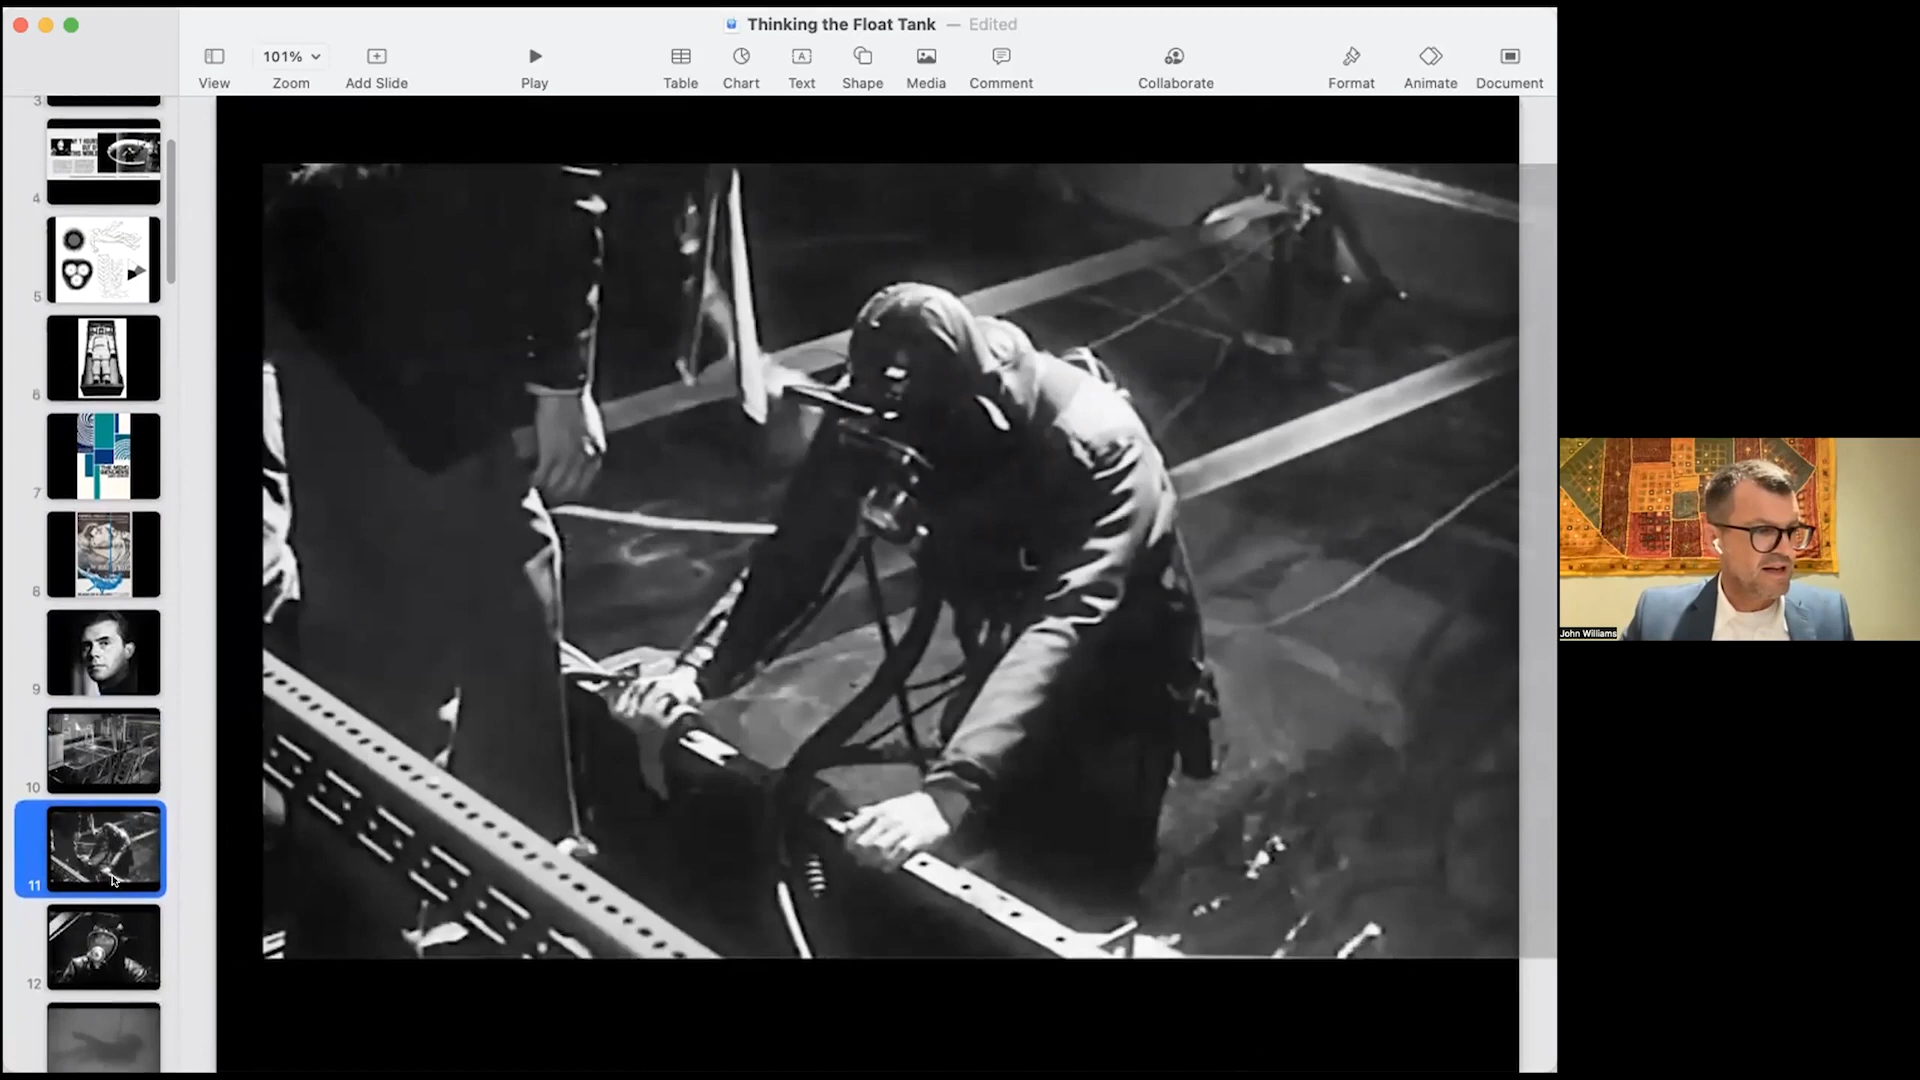 Thinking the Float Tank — Edited
View
101%
Zoom
Add Slide
Play
Table
Chart
Text
Shape
Media
Comment
Collaborate
Format
Animate
Document
3
4
5
6
7
8
9
10
11
12
John Williams